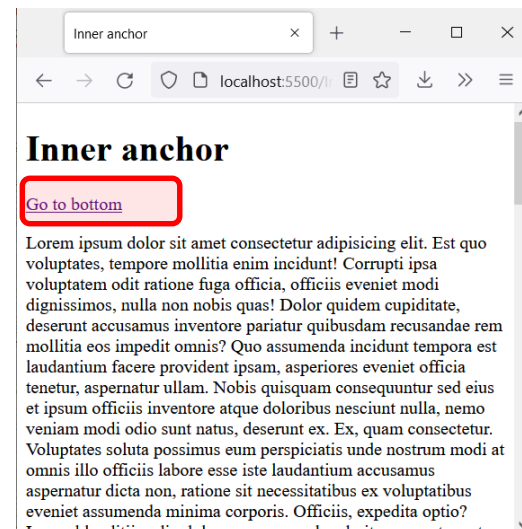 Inner anchor
localhost:5500/I
Inner anchor
Go to bottom
Lorem ipsum dolor sit amet consectetur adipisicing elit. Est quo
voluptates, tempore mollitia enim incidunt! Corrupti ipsa
voluptatem odit ratione fuga officia, officiis eveniet modi
dignissimos, nulla non nobis quas! Dolor quidem cupiditate,
deserunt accusamus inventore pariatur quibusdam recusandae rem
mollitia eos impedit omnis? Quo assumenda incidunt tempora est
laudantium facere provident ipsam, asperiores eveniet officia
tenetur, aspernatur ullam. Nobis quisquam consequuntur sed eius
et ipsum officiis inventore atque doloribus nesciunt nulla, nemo
veniam modi odio sunt natus, deserunt ex. Ex, quam consectetur.
Voluptates soluta possimus eum perspiciatis unde nostrum modi at
omnis illo officiis labore esse iste laudantium accusamus
aspernatur dicta non, ratione sit necessitatibus ex voluptatibus
eveniet assumenda minima corporis. Officiis, expedita optio?